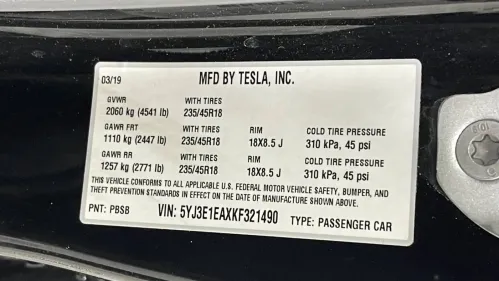 03/19 MFD BY TESLA, INC.
GVWR WITH TIRES
2060 kg (4541 lb) 235/45R18
GAWR FRT WITH TIRES RIM COLD TIRE PRESSURE
1110 kg (2447 lb) 235/45R18 18X8.5 J 310 kPa, 45 psi
GAWR RR WITH TIRES RIM COLD TIRE PRESSURE
1257 kg (2771 lb) 235/45R18 18X8.5 J 310 kPa, 45 psi
THIS VEHICLE CONFORMS TO ALL APPLICABLE U.S. FEDERAL MOTOR VEHICLE SAFETY, BUMPER, AND
THEFT PREVENTION STANDARDS IN EFFECT ON THE DATE OF MANUFACTURE SHOWN ABOVE.
PNT: PBSB VIN: 5YJ3E1EAXKF321490 TYPE: PASSENGER CAR